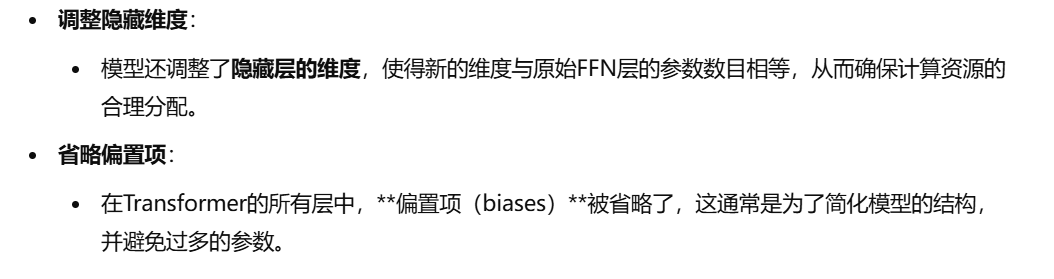 调整隐藏维度：
模型还调整了隐藏层的维度，使得新的维度与原始FFN层的参数数目相等，从而确保计算资源的
合理分配。
省略偏置项：
在Transformer的所有层中，**偏置项（biases）**被省略了，这通常是为了简化模型的结构，
并避免过多的参数。